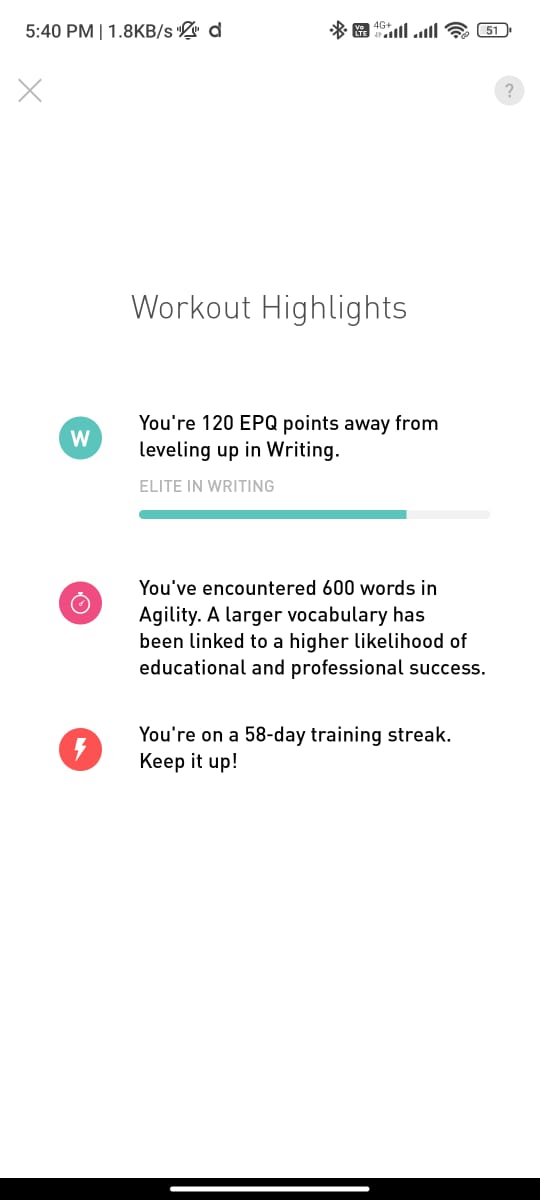 5:40 PM | 1.8KB/s d Vo LTE 4G+ 51
?
Workout Highlights
W
You're 120 EPQ points away from
leveling up in Writing.
ELITE IN WRITING
You've encountered 600 words in
Agility. A larger vocabulary has
been linked to a higher likelihood of
educational and professional success.
You're on a 58-day training streak.
Keep it up!